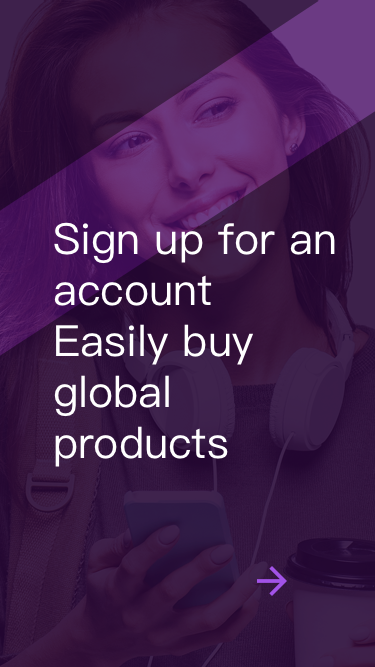 Sign up for an
account
Easily buy
global
products